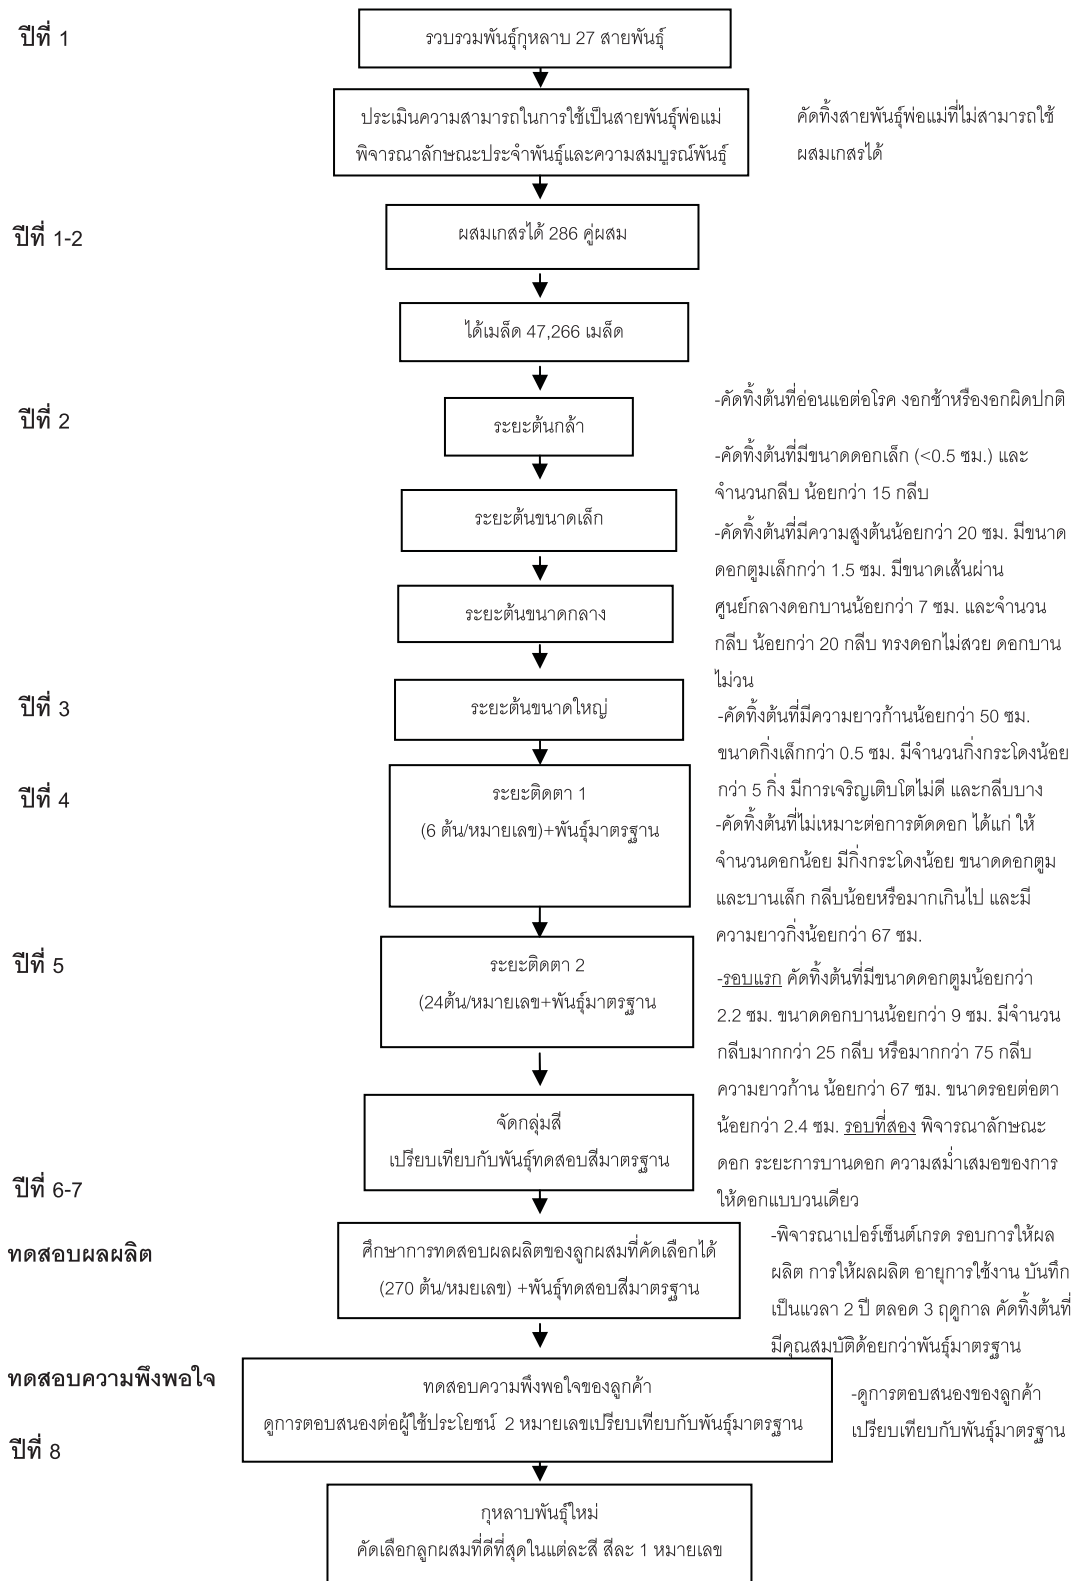 ปีที่ 1
รวบรวมพันธุ์กุหลาบ 27 สายพันธุ์
ประเมินความสามารถในการใช้เป็นสายพันธุ์พ่อแม่
พิจารณาลักษณะประจำพันธุ์และความสมบูรณ์พันธุ์
คัดทิ้งสายพันธุ์พ่อแม่ที่ไม่สามารถใช้
ผสมเกสรได้
ปีที่ 1-2
ผสมเกสรได้ 286 คู่ผสม
ได้เมล็ด 47,266 เมล็ด
ปีที่ 2
ระยะต้นกล้า
-คัดทิ้งต้นที่อ่อนแอต่อโรค งอกช้าหรืองอกผิดปกติ
-คัดทิ้งต้นที่มีขนาดดอกเล็ก (<0.5 ซม.) และ
จำนวนกลีบ น้อยกว่า 15 กลีบ
ระยะต้นขนาดเล็ก
-คัดทิ้งต้นที่มีความสูงต้นน้อยกว่า 20 ซม. มีขนาด
ดอกตูมเล็กกว่า 1.5 ซม. มีขนาดเส้นผ่าน
ศูนย์กลางดอกบานน้อยกว่า 7 ซม. และจำนวน
กลีบ น้อยกว่า 20 กลีบ ทรงดอกไม่สวย ดอกบาน
ไม่วน
ระยะต้นขนาดกลาง
ปีที่ 3
ระยะต้นขนาดใหญ่
-คัดทิ้งต้นที่มีความยาวก้านน้อยกว่า 50 ซม.
ขนาดกิ่งเล็กกว่า 0.5 ซม. มีจำนวนกิ่งกระโดงน้อย
กว่า 5 กิ่ง มีการเจริญเติบโตไม่ดี และกลีบบาง
ปีที่ 4
ระยะติดตา 1
(6 ต้น/หมายเลข)+พันธุ์มาตรฐาน
-คัดทิ้งต้นที่ไม่เหมาะต่อการตัดดอก ได้แก่ ให้
จำนวนดอกน้อย มีกิ่งกระโดงน้อย ขนาดดอกตูม
และบานเล็ก กลีบน้อยหรือมากเกินไป และมี
ความยาวกิ่งน้อยกว่า 67 ซม.
ปีที่ 5
ระยะติดตา 2
(24ต้น/หมายเลข+พันธุ์มาตรฐาน
-รอบแรก คัดทิ้งต้นที่มีขนาดดอกตูมน้อยกว่า
2.2 ซม. ขนาดดอกบานน้อยกว่า 9 ซม. มีจำนวน
กลีบมากกว่า 25 กลีบ หรือมากกว่า 75 กลีบ
ความยาวก้าน น้อยกว่า 67 ซม. ขนาดรอยต่อตา
น้อยกว่า 2.4 ซม. รอบที่สอง พิจารณาลักษณะ
ดอก ระยะการบานดอก ความสม่ำเสมอของการ
ให้ดอกแบบวนเดียว
จัดกลุ่มสี
เปรียบเทียบกับพันธุ์ทดสอบสีมาตรฐาน
ปีที่ 6-7
ทดสอบผลผลิต
ศึกษาการทดสอบผลผลิตของลูกผสมที่คัดเลือกได้
(270 ต้น/หมยเลข) +พันธุ์ทดสอบสีมาตรฐาน
-พิจารณาเปอร์เซ็นต์เกรด รอบการให้ผล
ผลิต การให้ผลผลิต อายุการใช้งาน บันทึก
เป็นแวลา 2 ปี ตลอด 3 ฤดูกาล คัดทิ้งต้นที่
มีคุณสมบัติด้อยกว่าพันธุ์มาตรฐาน
ทดสอบความพึงพอใจ
ทดสอบความพึงพอใจของลูกค้า
ดูการตอบสนองต่อผู้ใช้ประโยชน์ 2 หมายเลขเปรียบเทียบกับพันธุ์มาตรฐาน
-ดูการตอบสนองของลูกค้า
เปรียบเทียบกับพันธุ์มาตรฐาน
ปีที่ 8
กุหลาบพันธุ์ใหม่
คัดเลือกลูกผสมที่ดีที่สุดในแต่ละสี สีละ 1 หมายเลข